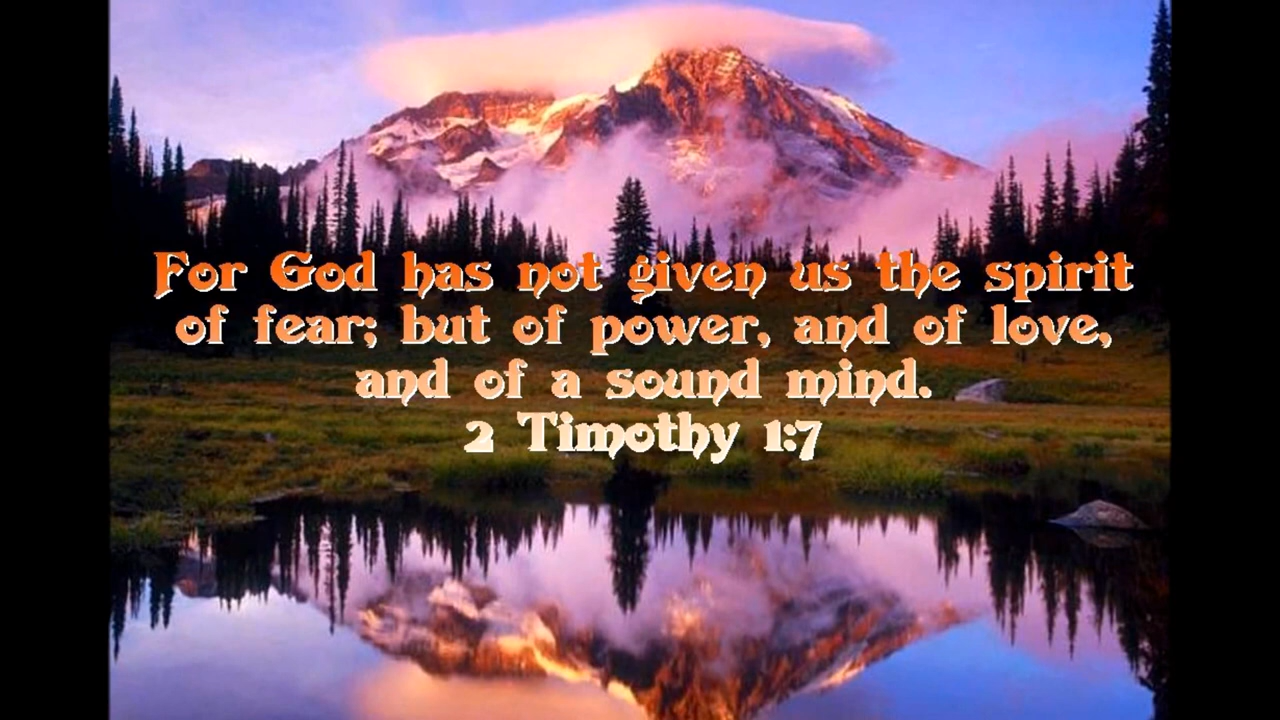 For God has not given us the spirit
of fear; but of power, and of love,
and of a sound mind.
2 Timothy 1:7